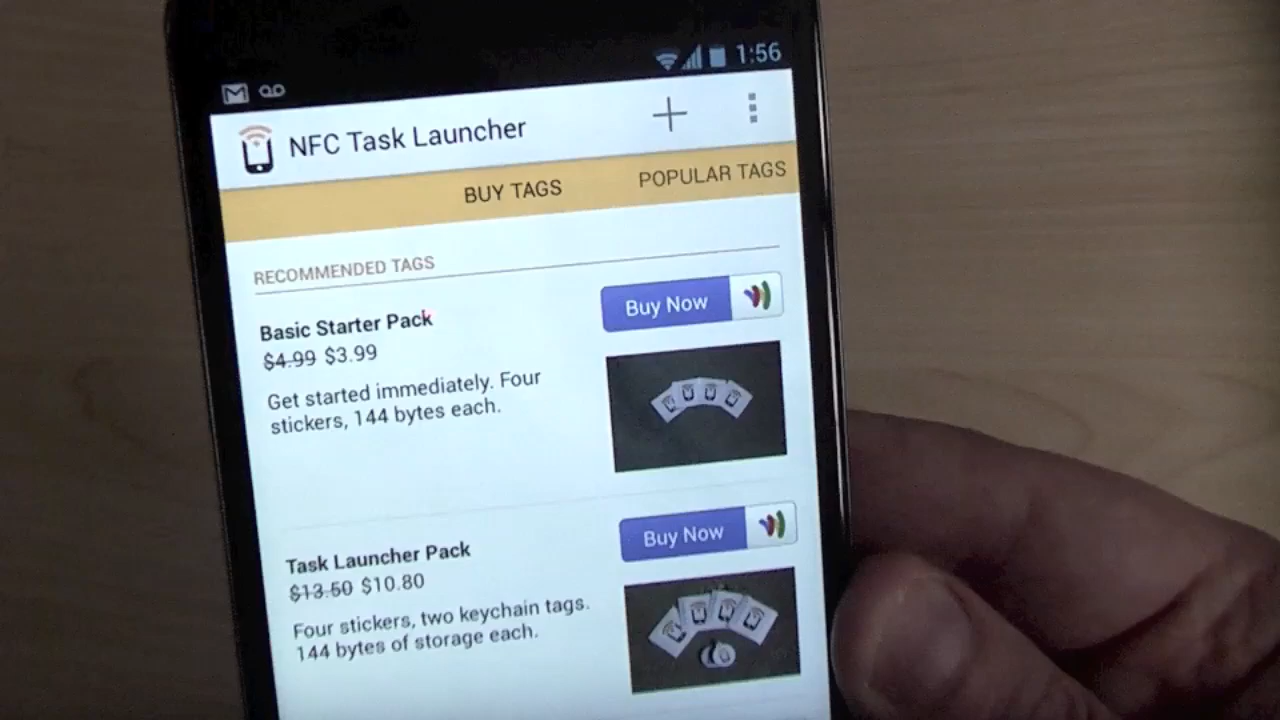 1:56
NFC Task Launcher
BUY TAGS
POPULAR TAGS
RECOMMENDED TAGS
Basic Starter Pack
$4.99 $3.99
Buy Now
Get started immediately. Four
stickers, 144 bytes each.
Task Launcher Pack
$13.50 $10.80
Buy Now
Four stickers, two keychain tags.
144 bytes of storage each.